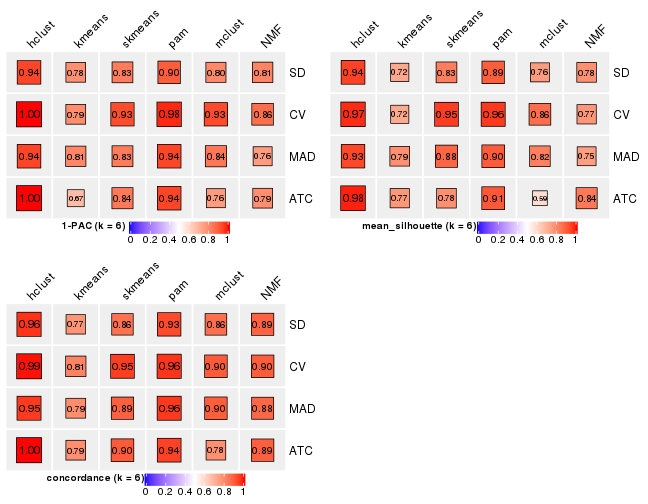 hclust kmeans skmeans pam mclust NMF
0.94 0.78 0.83 0.90 0.80 0.81 SD
1.00 0.79 0.93 0.98 0.93 0.86 CV
0.94 0.81 0.83 0.94 0.84 0.76 MAD
1.00 0.67 0.84 0.94 0.76 0.79 ATC
1-PAC (k = 6)
0 0.2 0.4 0.6 0.8 1
hclust kmeans skmeans pam mclust NMF
0.94 0.72 0.83 0.89 0.76 0.78 SD
0.97 0.72 0.95 0.96 0.86 0.77 CV
0.93 0.79 0.88 0.90 0.82 0.75 MAD
0.98 0.77 0.78 0.91 0.59 0.84 ATC
mean_silhouette (k = 6)
0 0.2 0.4 0.6 0.8 1
hclust kmeans skmeans pam mclust NMF
0.96 0.77 0.86 0.93 0.86 0.89 SD
0.99 0.81 0.95 0.96 0.90 0.90 CV
0.95 0.79 0.89 0.96 0.90 0.88 MAD
1.00 0.79 0.90 0.94 0.78 0.89 ATC
concordance (k = 6)
0 0.2 0.4 0.6 0.8 1